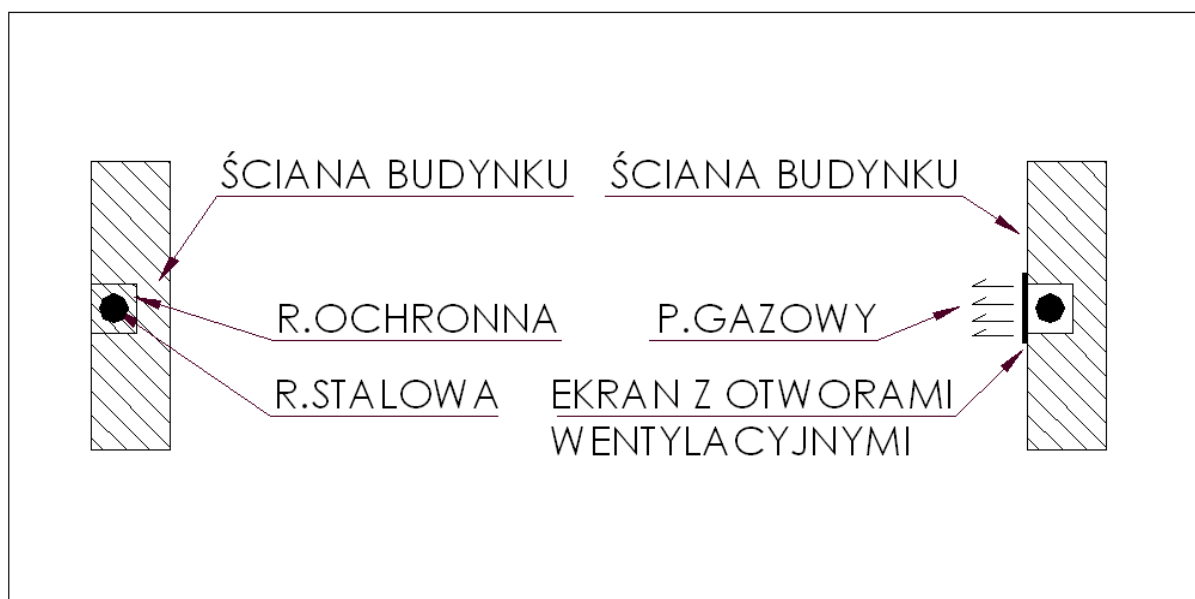 ŚCIANA BUDYNKU
ŚCIANA BUDYNKU
R.OCHRONNA
P.GAZOWY
R.STALOWA
EKRAN Z OTWORAMI
WENTYLACYJNYMI